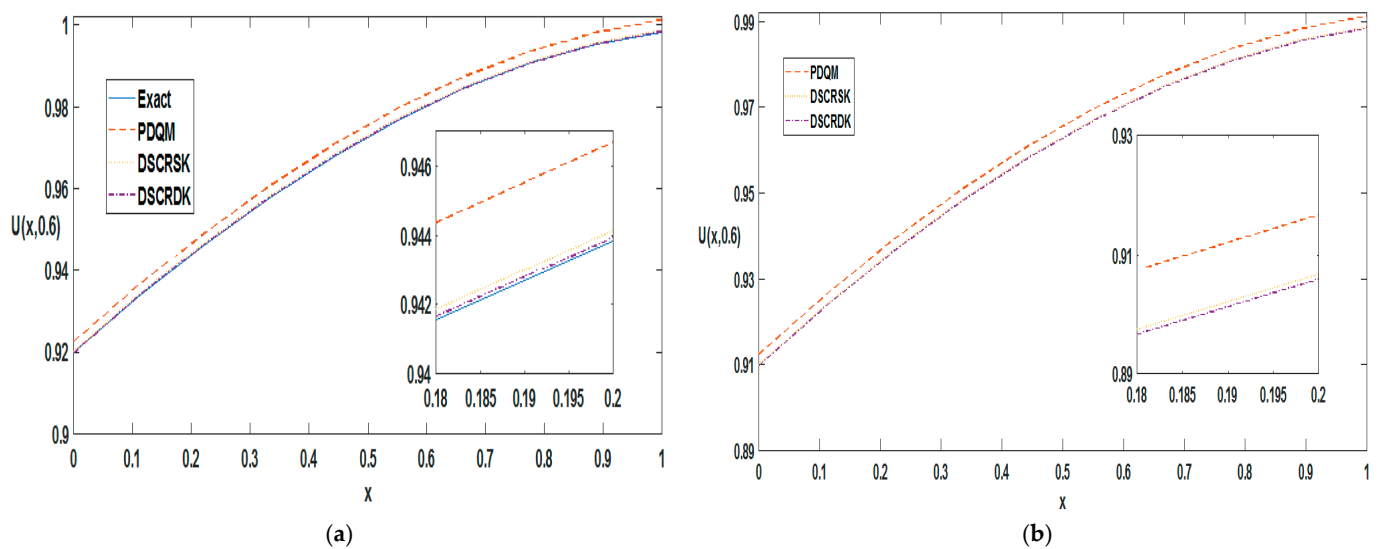 1
0.98
0.96
0.94
0.92
0.9
U(x,0.6)
Exact
PDQM
DSCRSK
DSCRDK
0.946
0.944
0.942
0.94
0.18 0.185 0.19 0.195 0.2
0 0.1 0.2 0.3 0.4 0.5 0.6 0.7 0.8 0.9 1
x
(a)
0.99
0.97
0.95
0.93
0.91
0.89
U(x,0.6)
PDQM
DSCRSK
DSCRDK
0.93
0.91
0.89
0.18 0.185 0.19 0.195 0.2
0 0.1 0.2 0.3 0.4 0.5 0.6 0.7 0.8 0.9 1
x
(b)